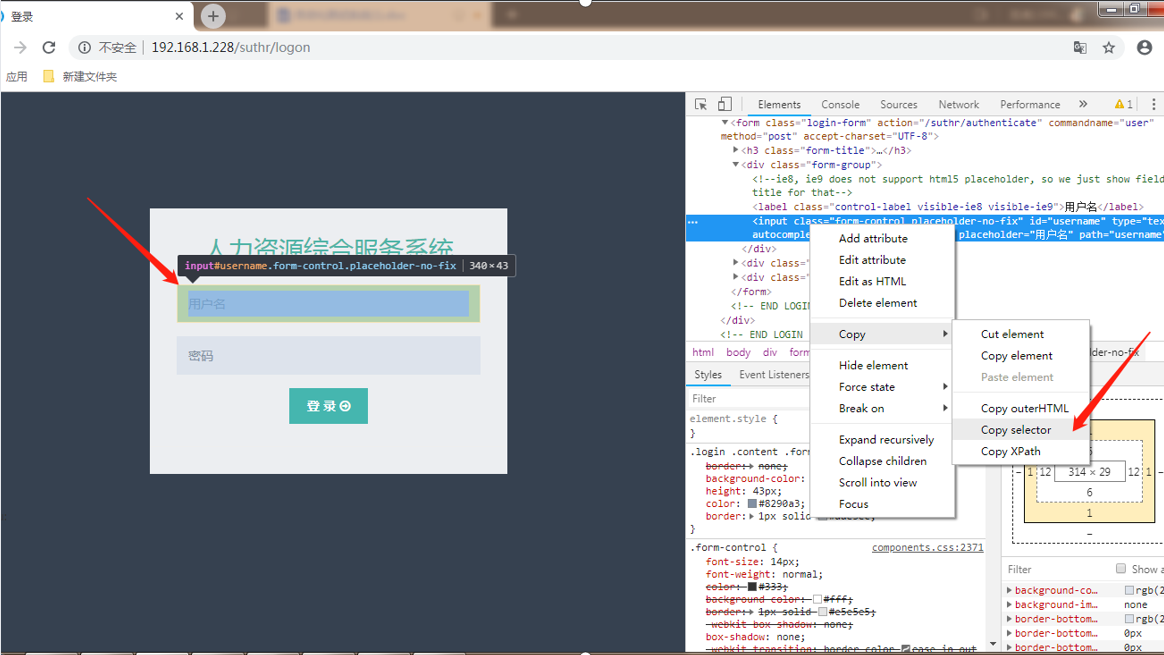 登录
不安全 192.168.1.228/suthr/logon
应用 新建文件夹
人力资源综合服务系统
input#username.form-control.placeholder-no-fix 340×43
用户名
密码
登录
Elements Console Sources Network Performance » 1
<form class="login-form" action="/suthr/authenticate" commandname="user"
method="post" accept-charset="UTF-8">
<h3 class="form-title">…</h3>
<div class="form-group">
<!--ie8, ie9 does not support html5 placeholder, so we just show field
title for that-->
<label class="control-label visible-ie8 visible-ie9">用户名</label>
<input class="form-control placeholder-no-fix" id="username" type="tex
autocomple placeholder="用户名" path="username"
</div>
<div clas
<div clas
</form>
<!-- END LOGIN
</div>
<!-- END LOGIN
html body div form der-no-fix
Styles Event Listeners
Filter
element.style {
}
.login .content .for
border: none;
background-color:
height: 43px;
color: #8290a3;
border: 1px solid
}
.form-control { components.css:2371
font-size: 14px;
font-weight: normal;
color: #333;
background-color: #fff;
border: 1px solid #e5e5e5;
-webkit-box-shadow: none;
box-shadow: none;
-webkit-transition: border-color ease-in-out
Add attribute
Edit attribute
Edit as HTML
Delete element
Copy
Hide element
Force state
Break on
Expand recursively
Collapse children
Scroll into view
Focus
Cut element
Copy element
Paste element
Copy outerHTML
Copy selector
Copy XPath
6
1 12 314 × 29 12 1
6
1
–
Filter Show a
background-co… rgb(2
background-im… none
border-bottom… rgb(2
border-bottom… 0px
border-bottom… 0px